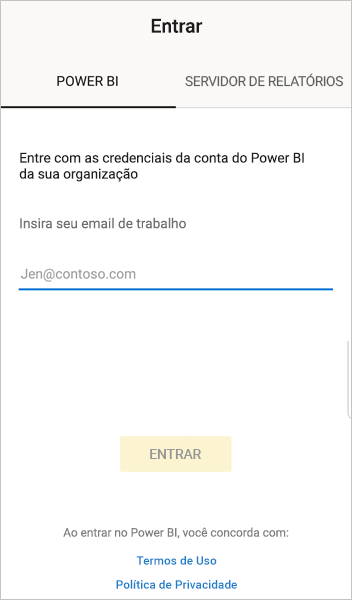 Entrar
POWER BI
SERVIDOR DE RELATÓRIOS
Entre com as credenciais da conta do Power BI
da sua organização
Insira seu email de trabalho
Jen@contoso.com
ENTRAR
Ao entrar no Power BI, você concorda com:
Termos de Uso
Política de Privacidade